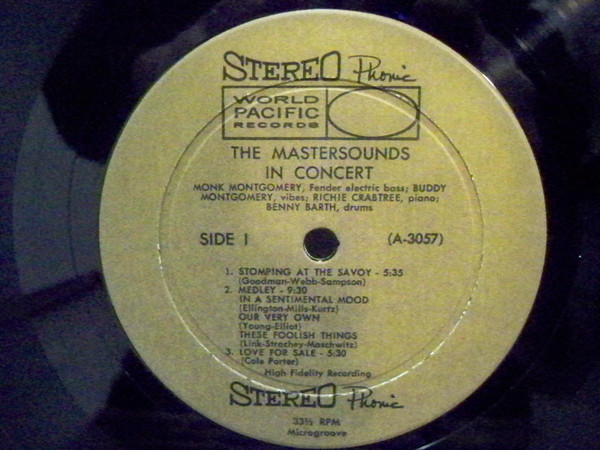 STEREO Phonic
WORLD
PACIFIC
RECORDS
THE MASTERSOUNDS
IN CONCERT
MONK MONTGOMERY, Fender electric bass; BUDDY
MONTGOMERY, vibes; RICHIE CRABTREE, piano;
BENNY BARTH, drums
SIDE 1 (A-3057)
1. STOMPING AT THE SAVOY - 5:35
(Goodman-Webb-Sampson)
2. MEDLEY - 9:30
IN A SENTIMENTAL MOOD
(Ellington-Mills-Kurtz)
OUR VERY OWN
(Young-Elliot)
THESE FOOLISH THINGS
(Link-Strachey-Maschwitz)
3. LOVE FOR SALE - 5:30
(Cole Porter)
High Fidelity Recording
STEREO Phonic
33⅓ RPM
Microgroove